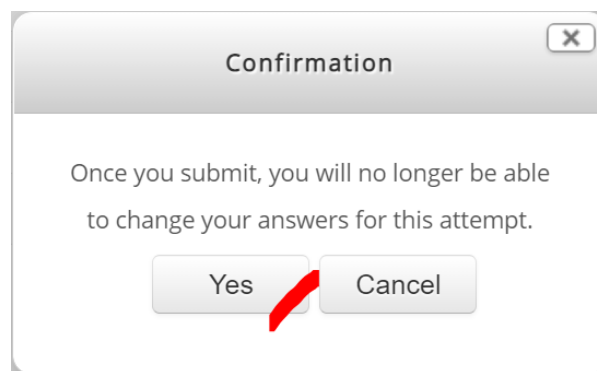 Confirmation
Once you submit, you will no longer be able
to change your answers for this attempt.
Yes Cancel